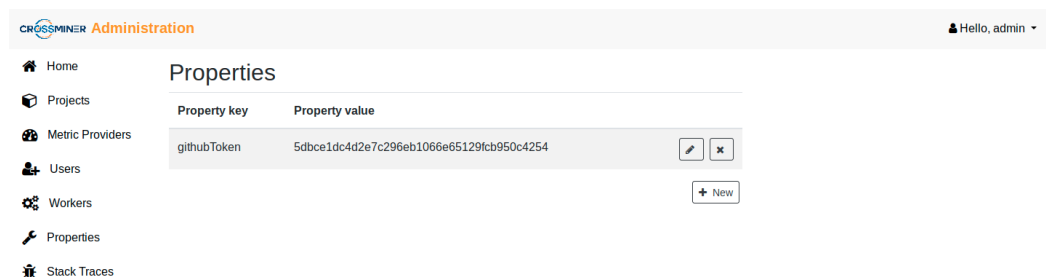 CROSSMINER Administration
Hello, admin
Home
Projects
Metric Providers
Users
Workers
Properties
Stack Traces
Properties
Property key Property value
githubToken 5dbce1dc4d2e7c296eb1066e65129fcb950c4254
New